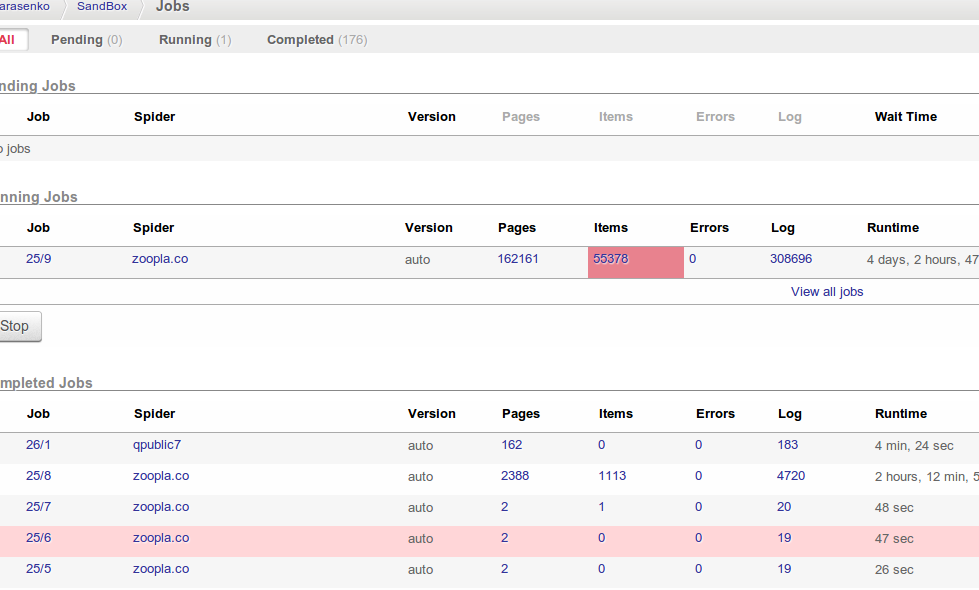 arasenko SandBox Jobs
All Pending (0) Running (1) Completed (176)
nding Jobs
Job Spider Version Pages Items Errors Log Wait Time
o jobs
nning Jobs
Job Spider Version Pages Items Errors Log Runtime
25/9 zoopla.co auto 162161 55378 0 308696 4 days, 2 hours, 47
View all jobs
Stop
mpleted Jobs
Job Spider Version Pages Items Errors Log Runtime
26/1 qpublic7 auto 162 0 0 183 4 min, 24 sec
25/8 zoopla.co auto 2388 1113 0 4720 2 hours, 12 min, 5
25/7 zoopla.co auto 2 1 0 20 48 sec
25/6 zoopla.co auto 2 0 0 19 47 sec
25/5 zoopla.co auto 2 0 0 19 26 sec